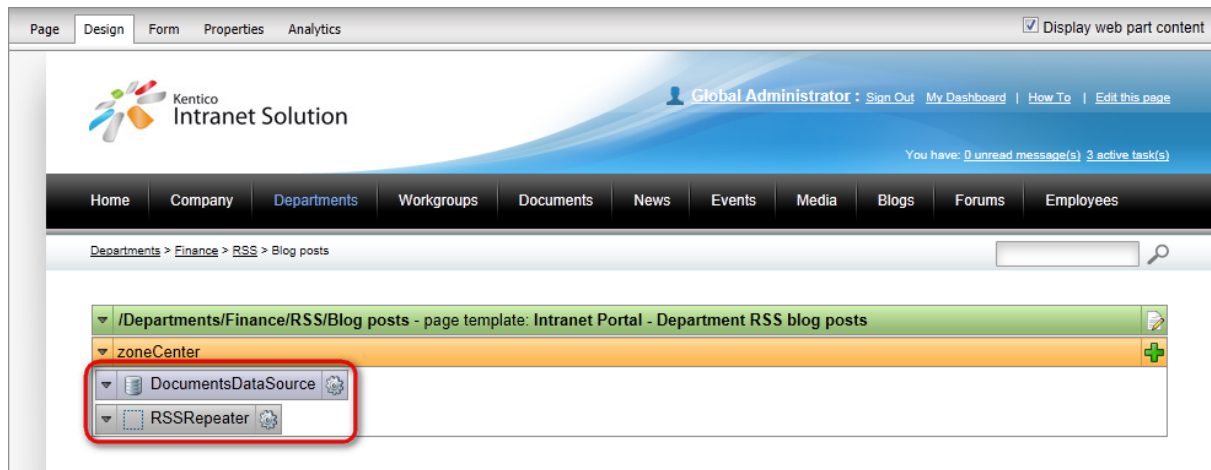 Page Design Form Properties Analytics Display web part content
Kentico
Intranet Solution
Global Administrator : Sign Out My Dashboard | How To | Edit this page
You have: 0 unread message(s) 3 active task(s)
Home Company Departments Workgroups Documents News Events Media Blogs Forums Employees
Departments > Finance > RSS > Blog posts
/Departments/Finance/RSS/Blog posts - page template: Intranet Portal - Department RSS blog posts
zoneCenter
DocumentsDataSource
RSSRepeater